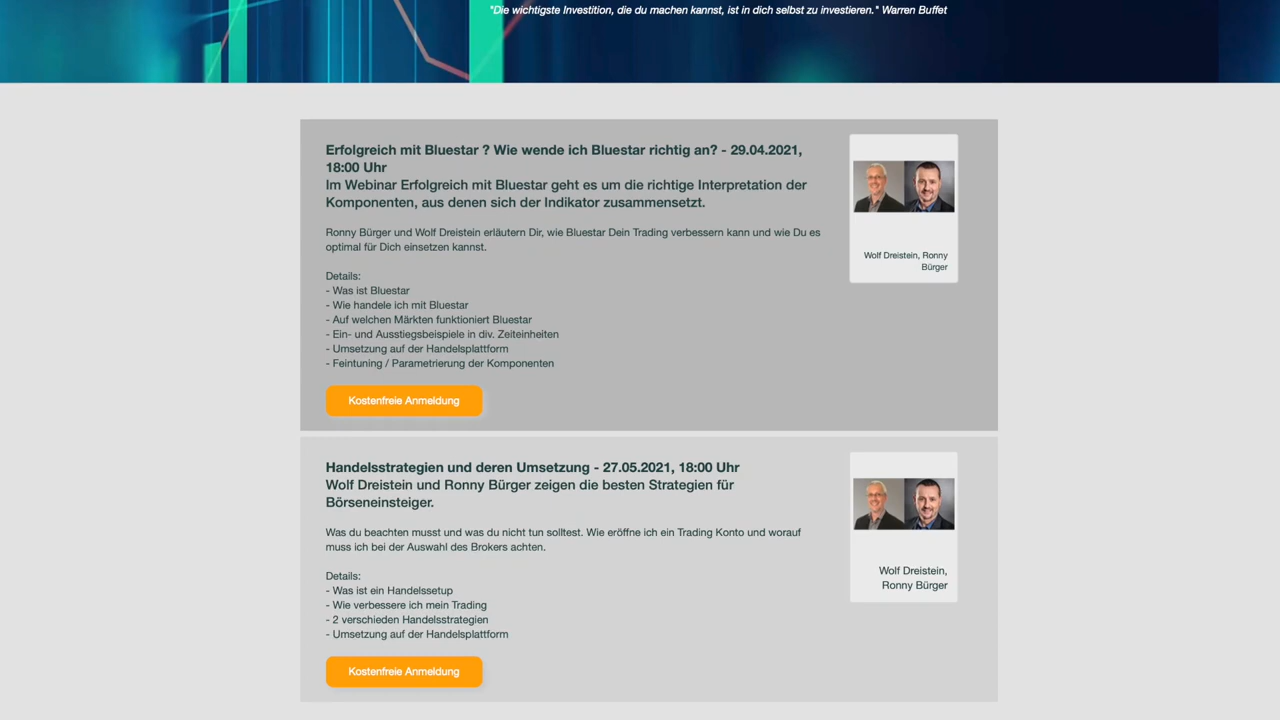 "Die wichtigste Investition, die du machen kannst, ist in dich selbst zu investieren." Warren Buffet
Erfolgreich mit Bluestar ? Wie wende ich Bluestar richtig an? - 29.04.2021,
18:00 Uhr
Im Webinar Erfolgreich mit Bluestar geht es um die richtige Interpretation der
Komponenten, aus denen sich der Indikator zusammensetzt.
Ronny Bürger und Wolf Dreistein erläutern Dir, wie Bluestar Dein Trading verbessern kann und wie Du es
optimal für Dich einsetzen kannst.
Details:
- Was ist Bluestar
- Wie handele ich mit Bluestar
- Auf welchen Märkten funktioniert Bluestar
- Ein- und Ausstiegsbeispiele in div. Zeiteinheiten
- Umsetzung auf der Handelsplattform
- Feintuning / Parametrierung der Komponenten
Kostenfreie Anmeldung
Wolf Dreistein, Ronny
Bürger
Handelsstrategien und deren Umsetzung - 27.05.2021, 18:00 Uhr
Wolf Dreistein und Ronny Bürger zeigen die besten Strategien für
Börseneinsteiger.
Was du beachten musst und was du nicht tun solltest. Wie eröffne ich ein Trading Konto und worauf
muss ich bei der Auswahl des Brokers achten.
Details:
- Was ist ein Handelssetup
- Wie verbessere ich mein Trading
- 2 verschieden Handelsstrategien
- Umsetzung auf der Handelsplattform
Kostenfreie Anmeldung
Wolf Dreistein,
Ronny Bürger